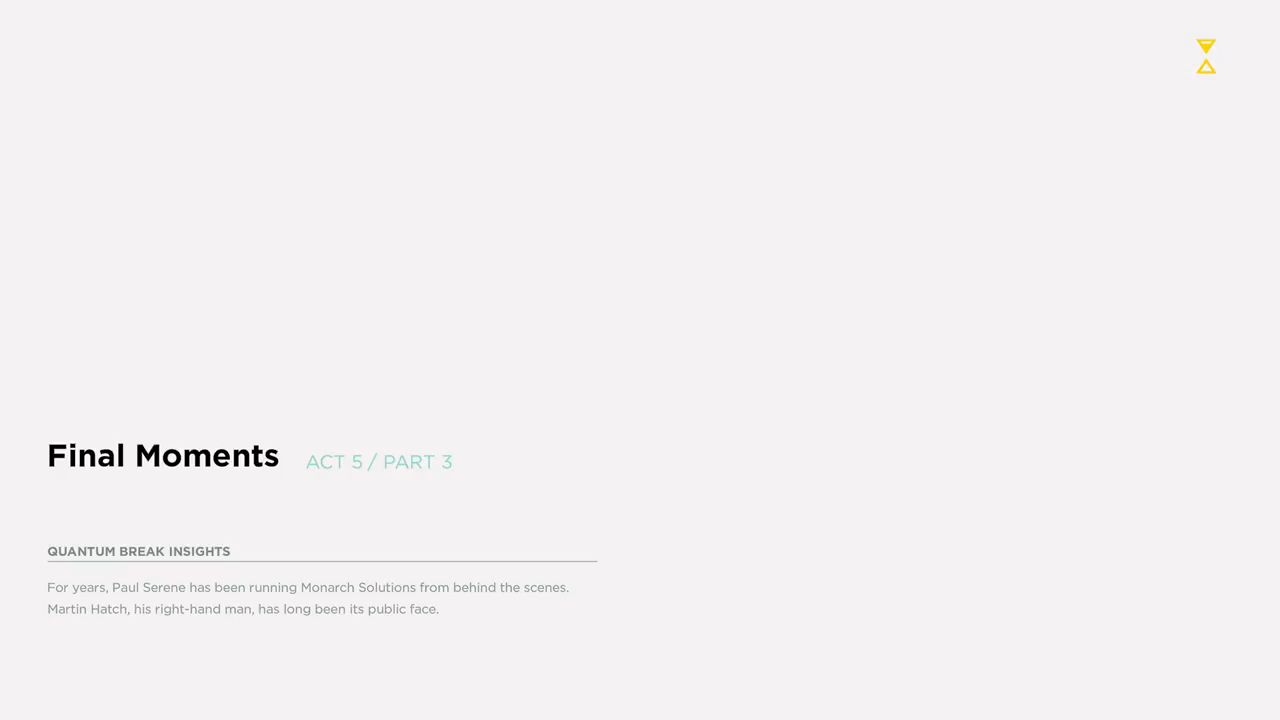 Final Moments ACT 5 / PART 3
QUANTUM BREAK INSIGHTS
For years, Paul Serene has been running Monarch Solutions from behind the scenes.
Martin Hatch, his right-hand man, has long been its public face.